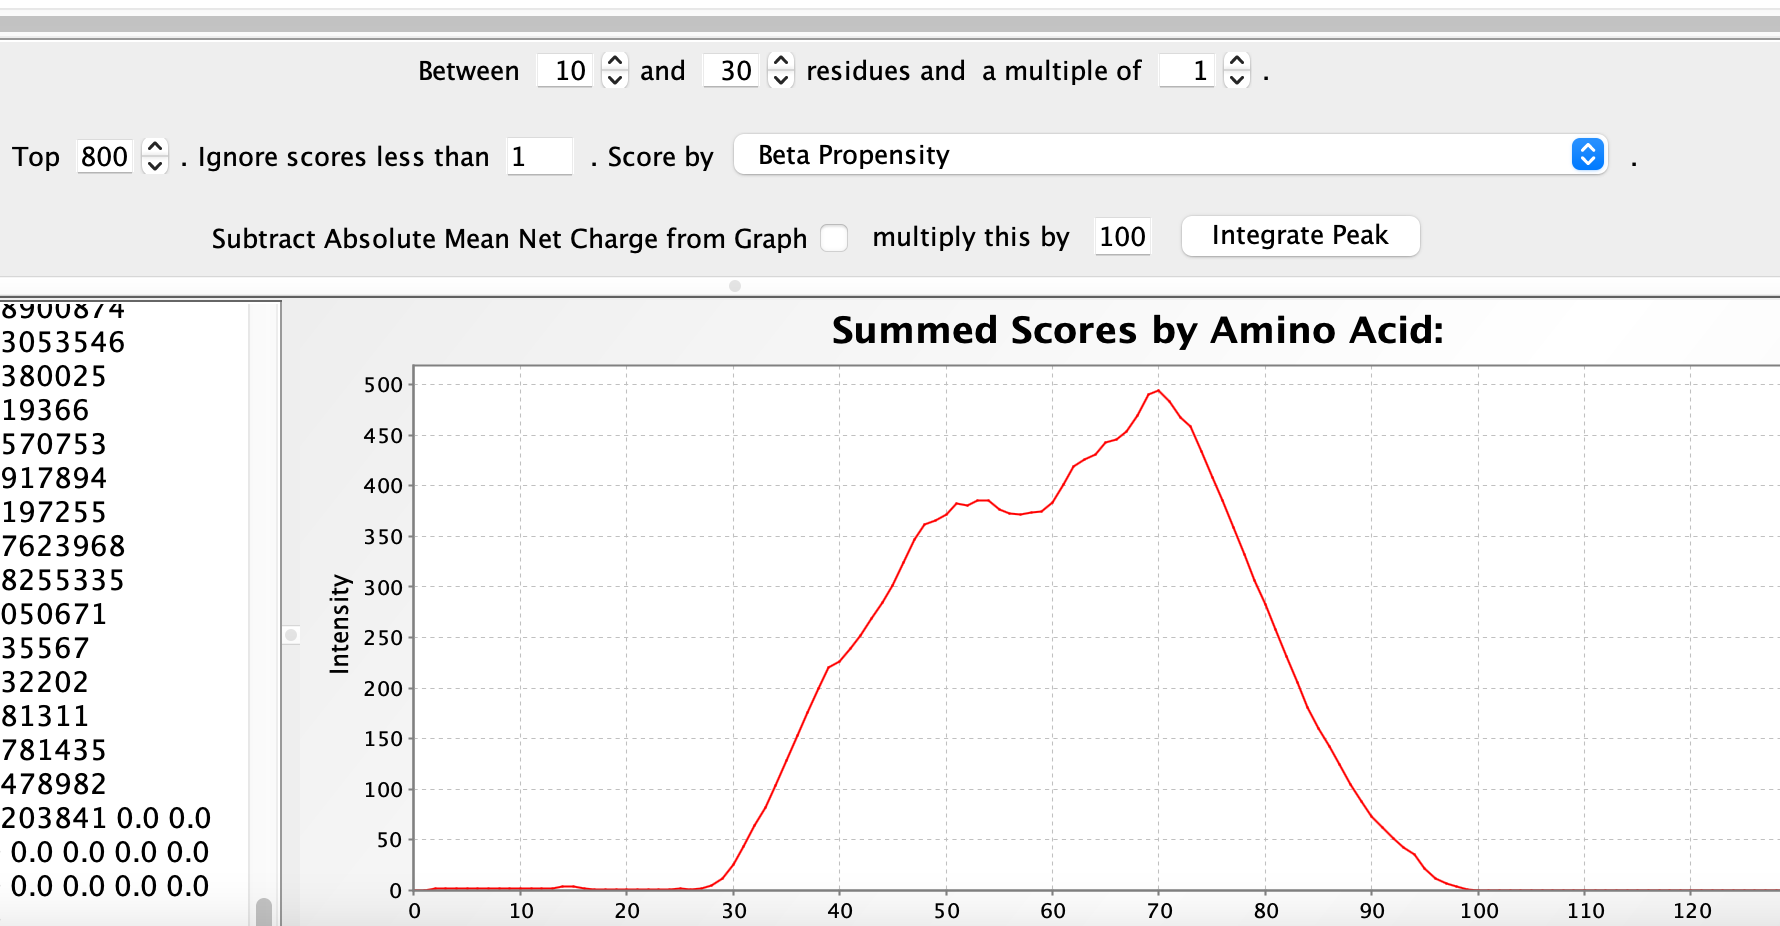 Between 10 and 30 residues and a multiple of 1 .
Top 800 . Ignore scores less than 1 . Score by Beta Propensity .
Subtract Absolute Mean Net Charge from Graph multiply this by 100 Integrate Peak
8900874
3053546
380025
19366
570753
917894
197255
7623968
8255335
050671
35567
32202
81311
781435
478982
203841 0.0 0.0
0.0 0.0 0.0 0.0
0.0 0.0 0.0 0.0
Summed Scores by Amino Acid:
Intensity
500
450
400
350
300
250
200
150
100
50
0
0 10 20 30 40 50 60 70 80 90 100 110 120